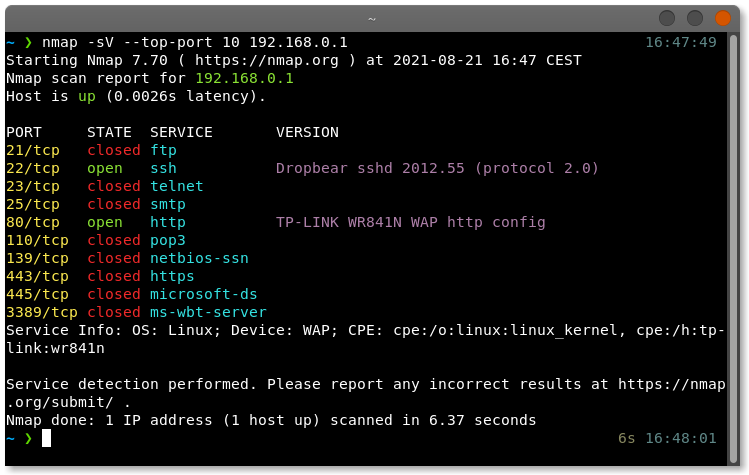 ~
~ ❯ nmap -sV --top-port 10 192.168.0.1 16:47:49
Starting Nmap 7.70 ( https://nmap.org ) at 2021-08-21 16:47 CEST
Nmap scan report for 192.168.0.1
Host is up (0.0026s latency).
PORT     STATE  SERVICE       VERSION
21/tcp   closed ftp
22/tcp   open   ssh           Dropbear sshd 2012.55 (protocol 2.0)
23/tcp   closed telnet
25/tcp   closed smtp
80/tcp   open   http          TP-LINK WR841N WAP http config
110/tcp  closed pop3
139/tcp  closed netbios-ssn
443/tcp  closed https
445/tcp  closed microsoft-ds
3389/tcp closed ms-wbt-server
Service Info: OS: Linux; Device: WAP; CPE: cpe:/o:linux:linux_kernel, cpe:/h:tp-
link:wr841n
Service detection performed. Please report any incorrect results at https://nmap
.org/submit/ .
Nmap done: 1 IP address (1 host up) scanned in 6.37 seconds
~ ❯ 6s 16:48:01